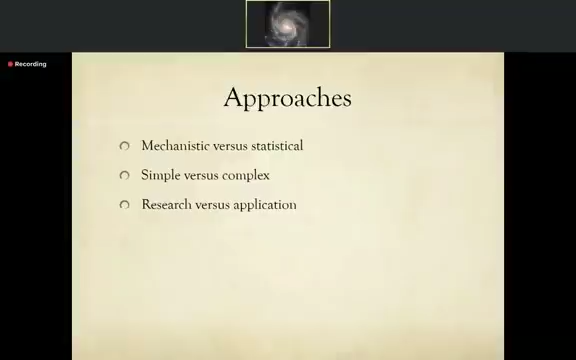 Recording
Approaches
Mechanistic versus statistical
Simple versus complex
Research versus application